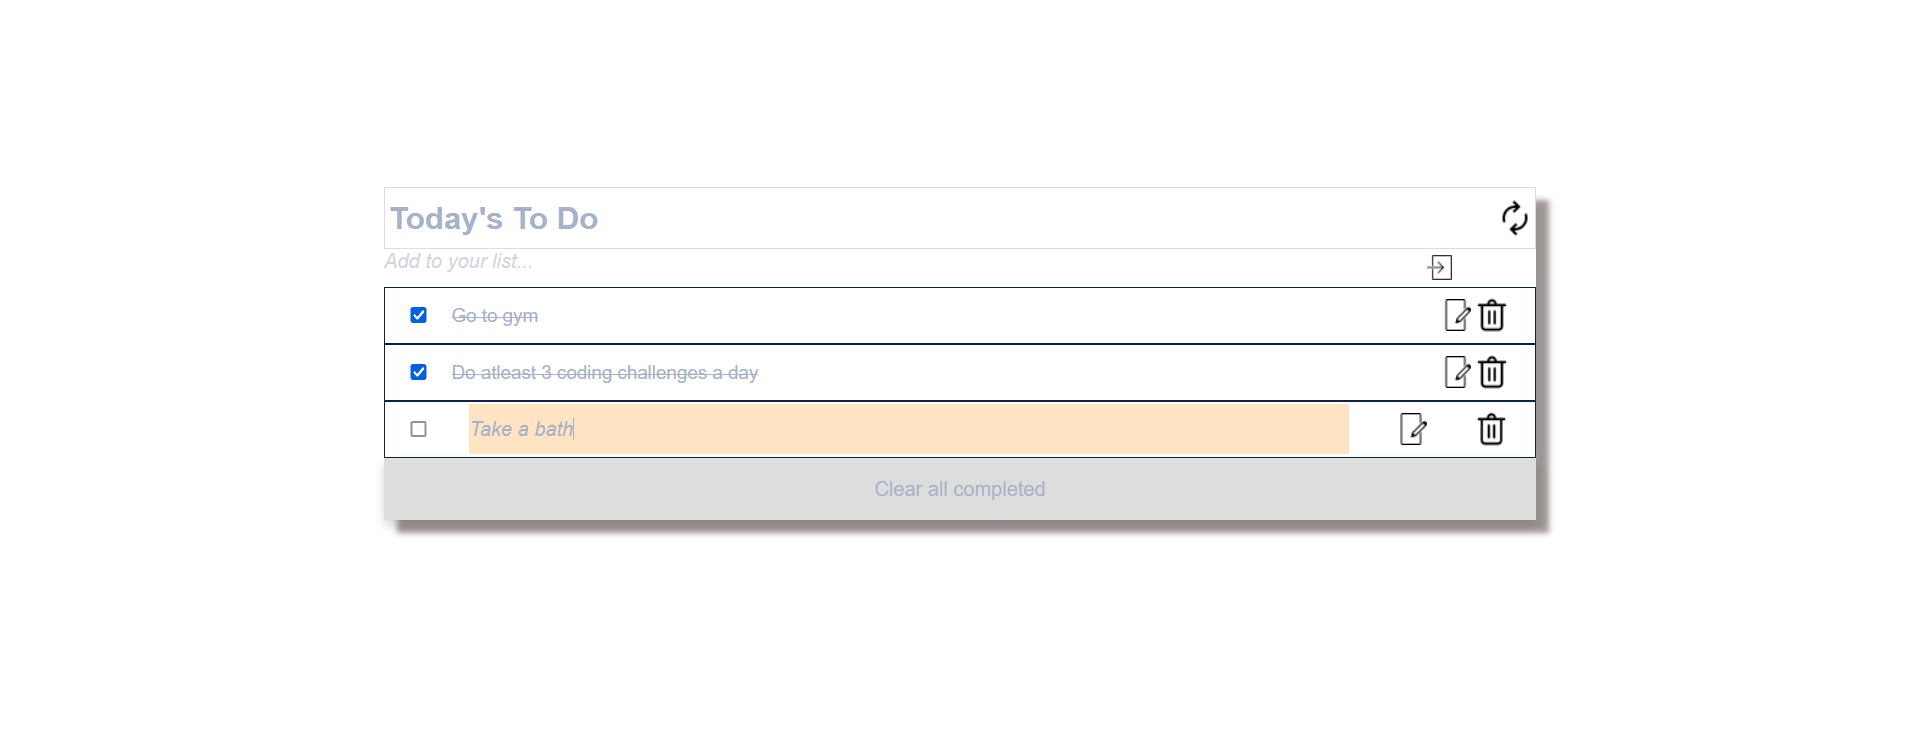 Today's To Do
Add to your list...
Go to gym
Do atleast 3 coding challenges a day
Take a bath
Clear all completed